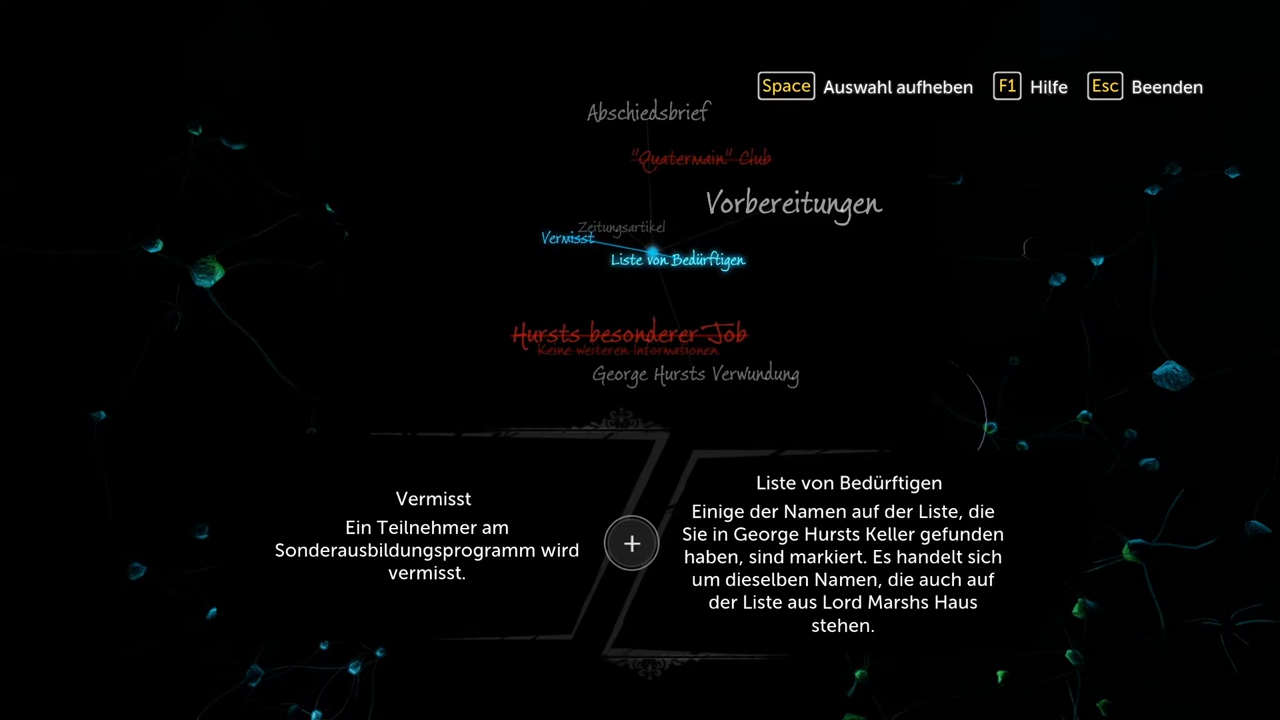 Space Auswahl aufheben F1 Hilfe Esc Beenden
Abschiedsbrief
"Quatermain" Club
Vorbereitungen
Zeitungsartikel
Vermisst
Liste von Bedürftigen
Hursts besonderer Job
Keine weiteren Informationen
George Hursts Verwundung
Vermisst
Ein Teilnehmer am
Sonderausbildungsprogramm wird
vermisst.
+
Liste von Bedürftigen
Einige der Namen auf der Liste, die
Sie in George Hursts Keller gefunden
haben, sind markiert. Es handelt sich
um dieselben Namen, die auch auf
der Liste aus Lord Marshs Haus
stehen.